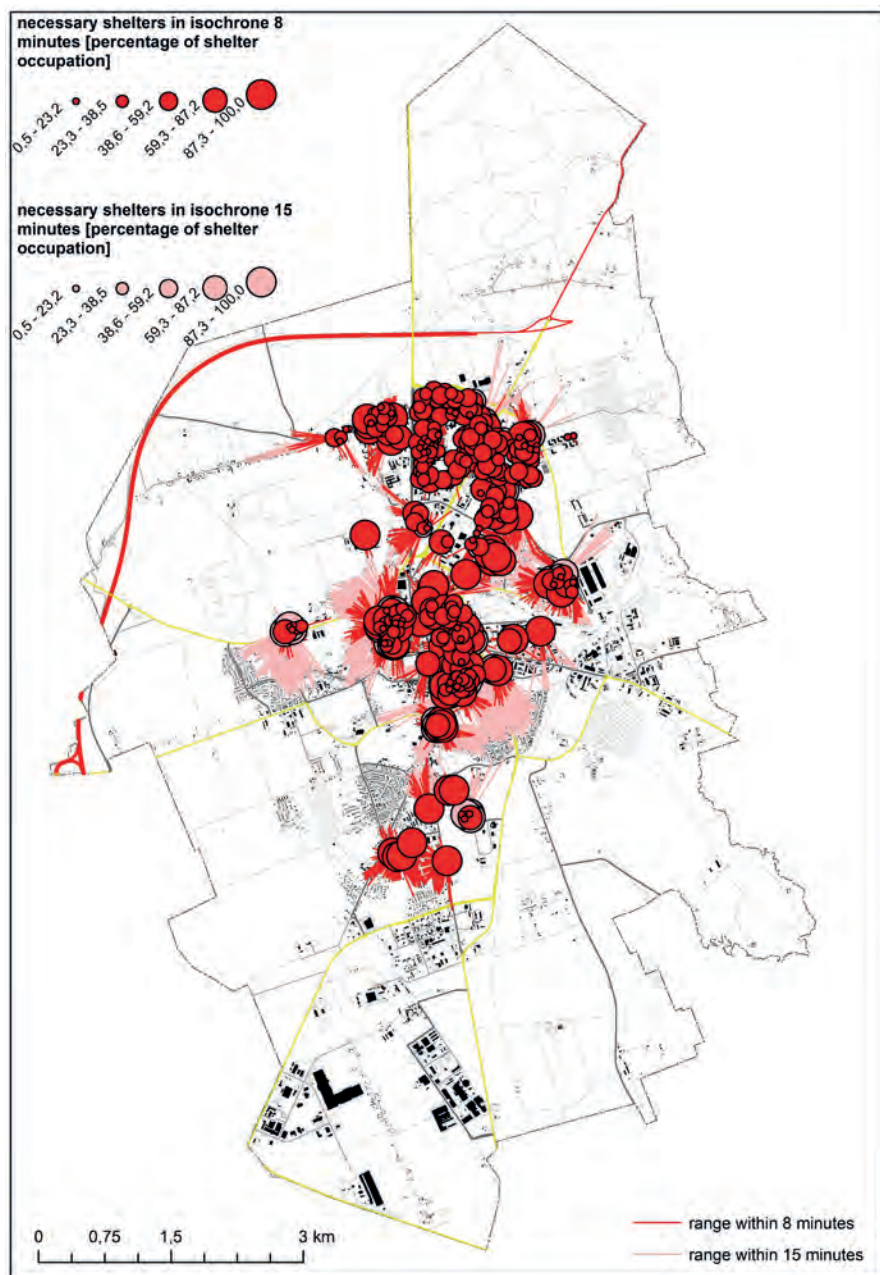 necessary shelters in isochrone 8
minutes [percentage of shelter
occupation]
0,5 - 23,2
23,3 - 38,5
38,6 - 59,2
59,3 - 87,2
87,3 - 100,0
necessary shelters in isochrone 15
minutes [percentage of shelter
occupation]
0,5 - 23,2
23,3 - 38,5
38,6 - 59,2
59,3 - 87,2
87,3 - 100,0
0 0,75 1,5 3 km
range within 8 minutes
range within 15 minutes